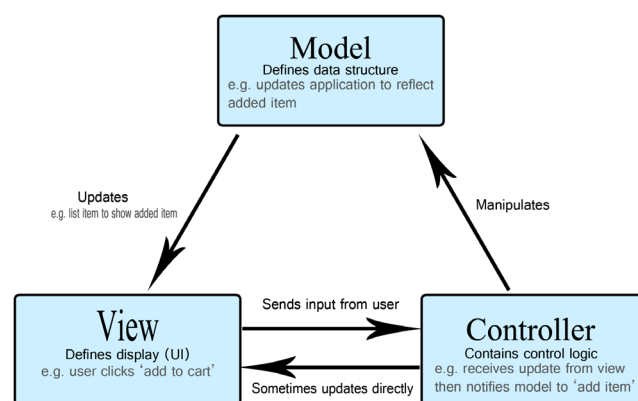 Model
Defines data structure
e.g. updates application to reflect
added item
Updates
e.g. list item to show added item
Manipulates
View
Defines display (UI)
e.g. user clicks ‘add to cart’
Sends input from user
Sometimes updates directly
Controller
Contains control logic
e.g. receives update from view
then notifies model to ‘add item’